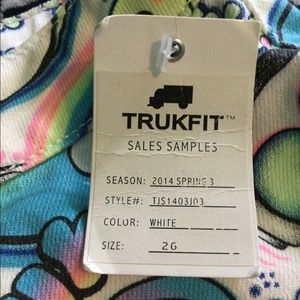 TRUKFIT™
SALES SAMPLES
SEASON: 2014 SPRING 3
STYLE#: TJS1403J03
COLOR: WHITE
SIZE: 26